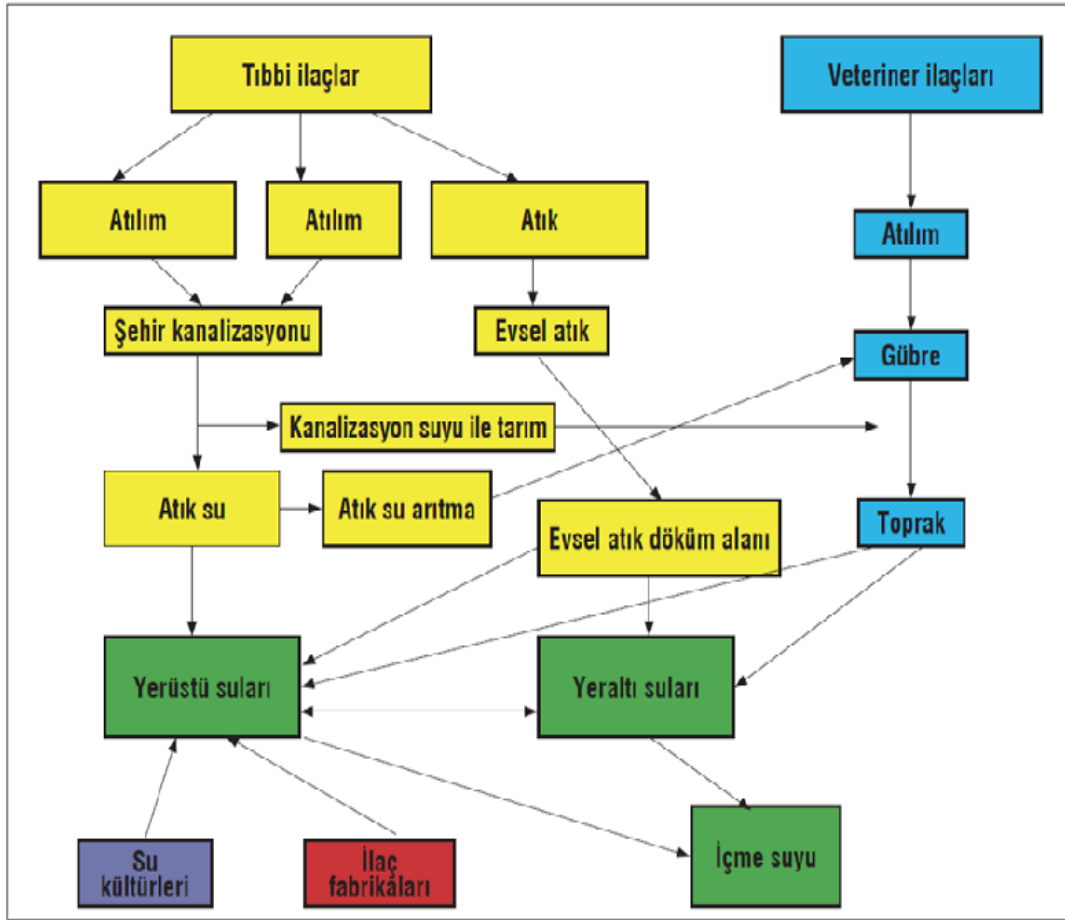 Tıbbi ilaçlar
Veteriner ilaçları
Atılım
Atılım
Atık
Atılım
Şehir kanalizasyonu
Evsel atık
Gübre
Kanalizasyon suyu ile tarım
Atık su
Atık su arıtma
Evsel atık döküm alanı
Toprak
Yerüstü suları
Yeraltı suları
Su
kültürleri
İlaç
fabrikaları
İçme suyu